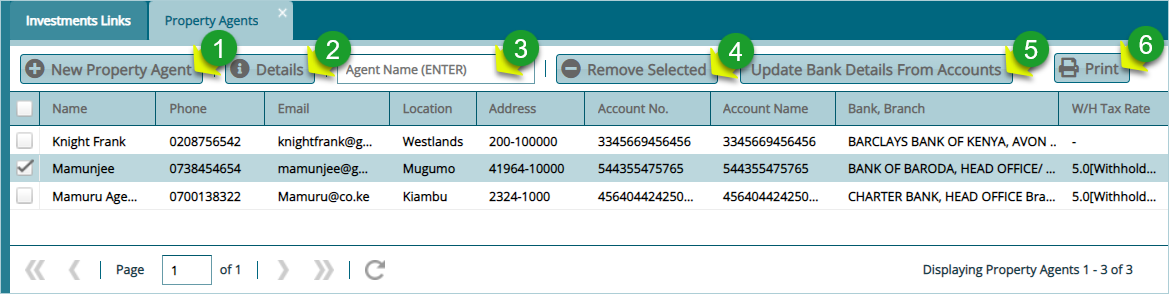 Investments Links Property Agents ×
1 2 3 4 5 6
New Property Agent Details Agent Name (ENTER) Remove Selected Update Bank Details From Accounts Print
Name Phone Email Location Address Account No. Account Name Bank, Branch W/H Tax Rate
Knight Frank 0208756542 knightfrank@g... Westlands 200-100000 3345669456456 3345669456456 BARCLAYS BANK OF KENYA, AVON .. -
Mamunjee 0738454654 mamunjee@g... Mugumo 41964-10000 544355475765 544355475765 BANK OF BARODA, HEAD OFFICE/ ... 5.0[Withhold...
Mamuru Age... 0700138322 Mamuru@co.ke Kiambu 2324-1000 456404424250... 456404424250... CHARTER BANK, HEAD OFFICE Bra... 5.0[Withhold...
Page 1 of 1 Displaying Property Agents 1 - 3 of 3